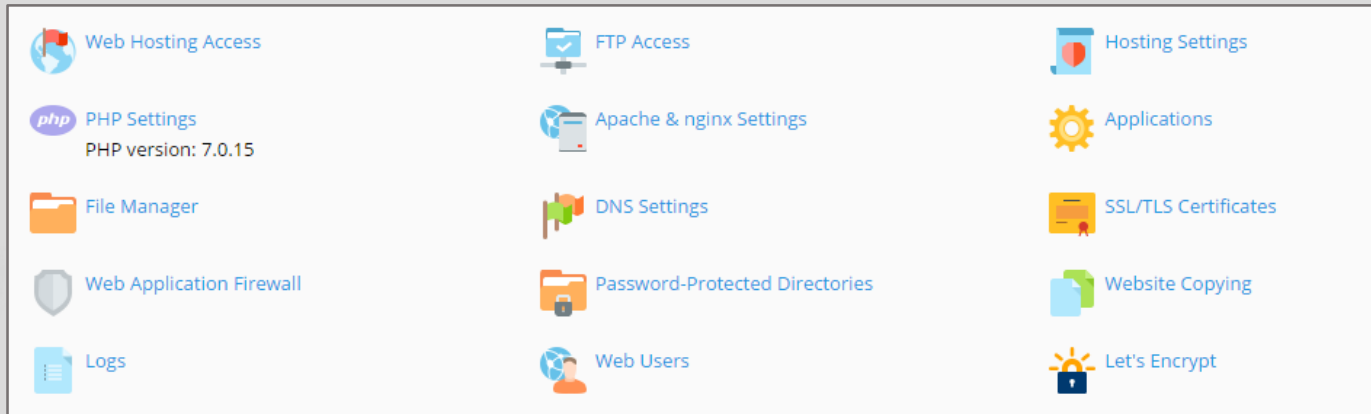 Web Hosting Access
FTP Access
Hosting Settings
php
PHP Settings
PHP version: 7.0.15
Apache & nginx Settings
Applications
File Manager
DNS Settings
SSL/TLS Certificates
Web Application Firewall
Password-Protected Directories
Website Copying
Logs
Web Users
Let's Encrypt